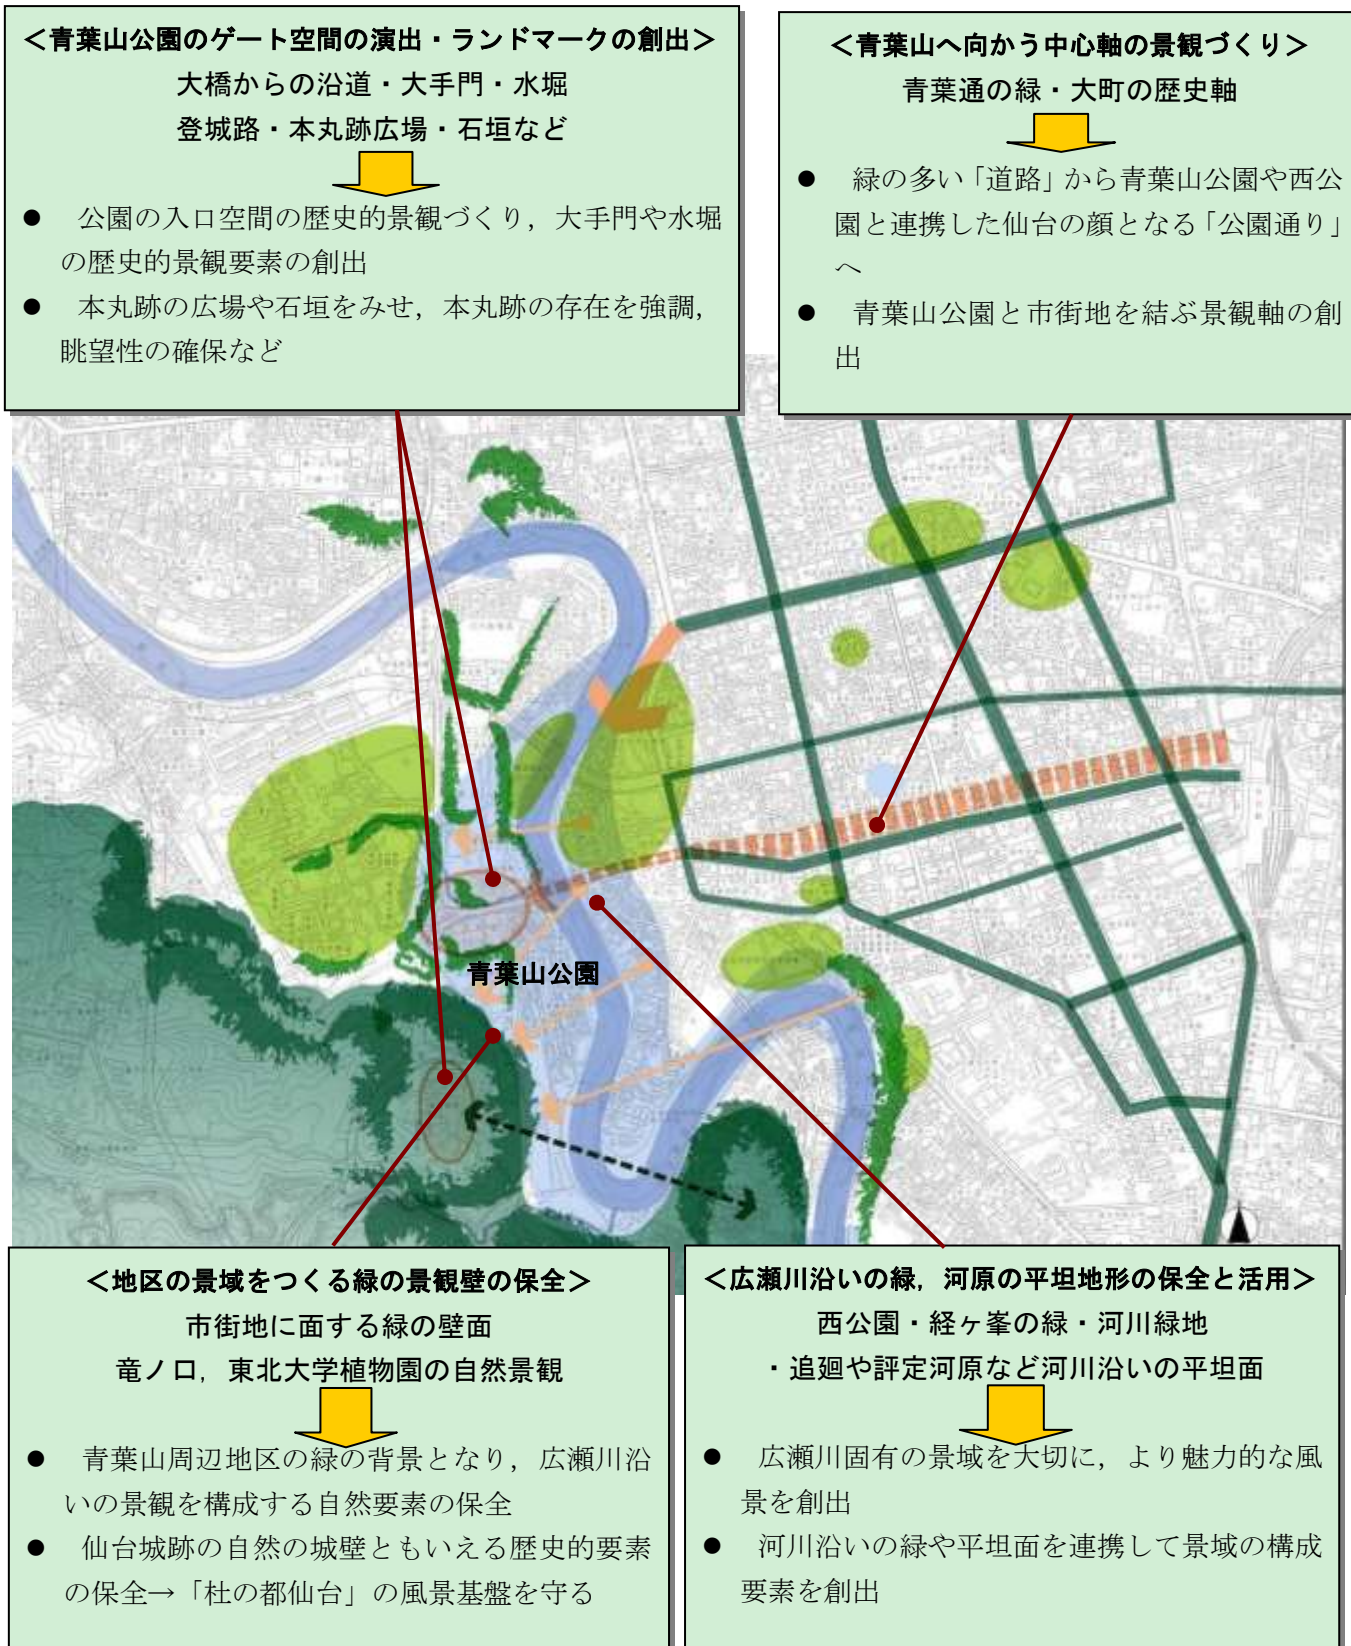 ＜青葉山公園のゲート空間の演出・ランドマークの創出＞
大橋からの沿道・大手門・水堀
登城路・本丸跡広場・石垣など
● 公園の入口空間の歴史的景観づくり，大手門や水堀
の歴史的景観要素の創出
● 本丸跡の広場や石垣をみせ，本丸跡の存在を強調，
眺望性の確保など
＜青葉山へ向かう中心軸の景観づくり＞
青葉通の緑・大町の歴史軸
● 緑の多い「道路」から青葉山公園や西公
園と連携した仙台の顔となる「公園通り」
へ
● 青葉山公園と市街地を結ぶ景観軸の創
出
青葉山公園
＜地区の景域をつくる緑の景観壁の保全＞
市街地に面する緑の壁面
竜ノ口，東北大学植物園の自然景観
● 青葉山周辺地区の緑の背景となり，広瀬川沿
いの景観を構成する自然要素の保全
● 仙台城跡の自然の城壁ともいえる歴史的要素
の保全→「杜の都仙台」の風景基盤を守る
＜広瀬川沿いの緑，河原の平坦地形の保全と活用＞
西公園・経ヶ峯の緑・河川緑地
・追廻や評定河原など河川沿いの平坦面
● 広瀬川固有の景域を大切に，より魅力的な風
景を創出
● 河川沿いの緑や平坦面を連携して景域の構成
要素を創出